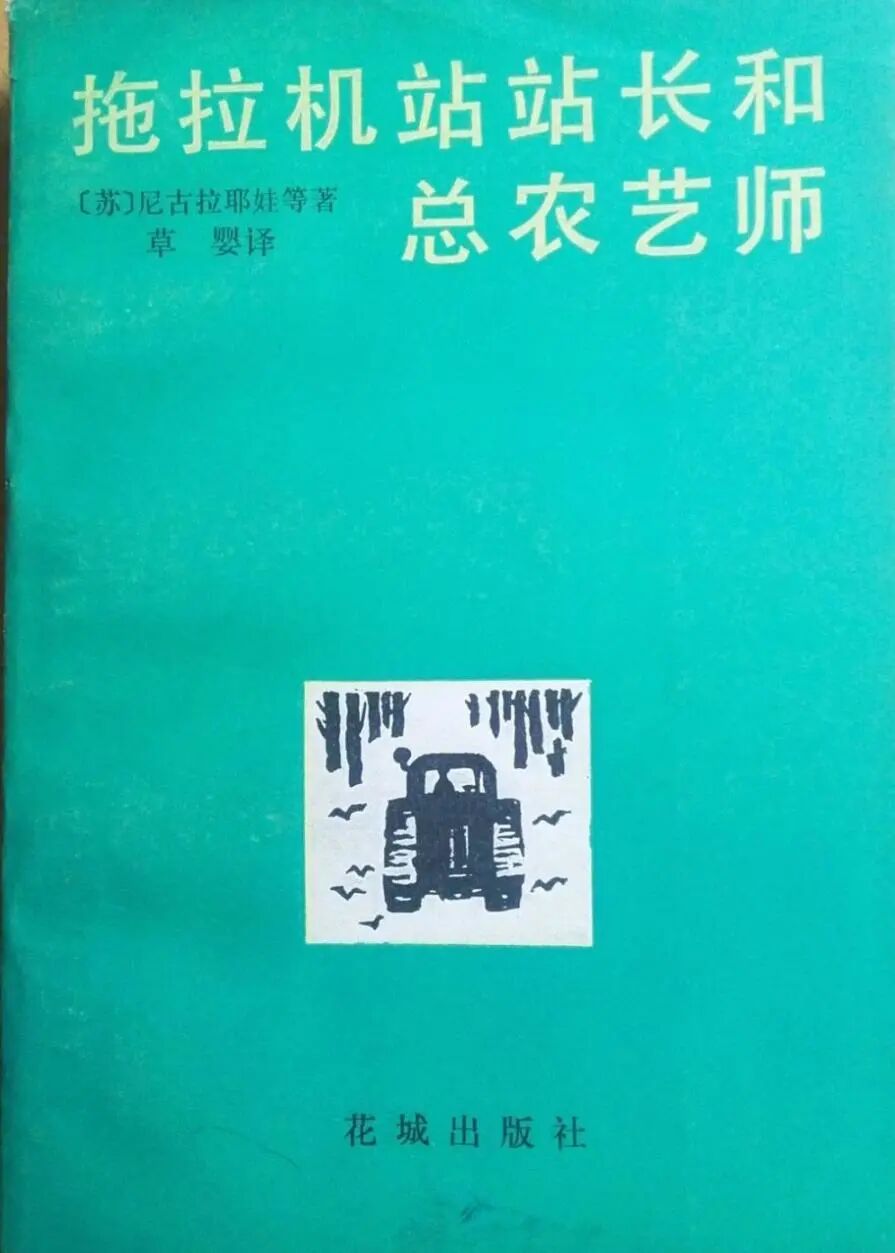 拖拉机站站长和
总农艺师
〔苏〕尼古拉耶娃等著
草 婴译
花城出版社